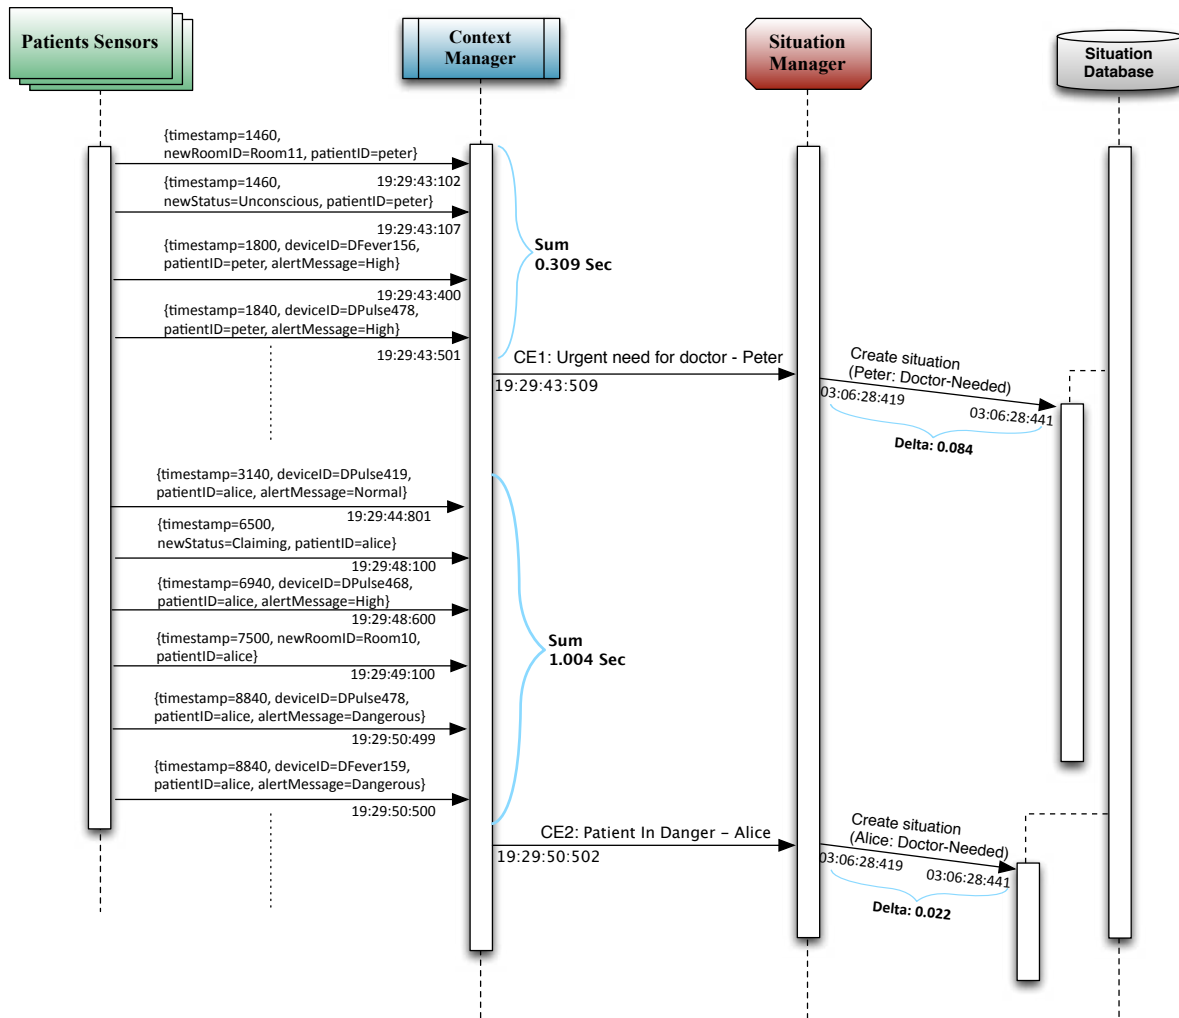 Patients Sensors
Context
Manager
Situation
Manager
Situation
Database
{timestamp=1460,
newRoomID=Room11, patientID=peter}
19:29:43:102
{timestamp=1460,
newStatus=Unconscious, patientID=peter}
19:29:43:107
{timestamp=1800, deviceID=DFever156,
patientID=peter, alertMessage=High}
19:29:43:400
{timestamp=1840, deviceID=DPulse478,
patientID=peter, alertMessage=High}
19:29:43:501
Sum
0.309 Sec
CE1: Urgent need for doctor - Peter
19:29:43:509
Create situation
(Peter: Doctor-Needed)
03:06:28:419
03:06:28:441
Delta: 0.084
{timestamp=3140, deviceID=DPulse419,
patientID=alice, alertMessage=Normal}
19:29:44:801
{timestamp=6500,
newStatus=Claiming, patientID=alice}
19:29:48:100
{timestamp=6940, deviceID=DPulse468,
patientID=alice, alertMessage=High}
19:29:48:600
{timestamp=7500, newRoomID=Room10,
patientID=alice}
19:29:49:100
{timestamp=8840, deviceID=DPulse478,
patientID=alice, alertMessage=Dangerous}
19:29:50:499
{timestamp=8840, deviceID=DFever159,
patientID=alice, alertMessage=Dangerous}
19:29:50:500
Sum
1.004 Sec
CE2: Patient In Danger – Alice
19:29:50:502
Create situation
(Alice: Doctor-Needed)
03:06:28:419
03:06:28:441
Delta: 0.022